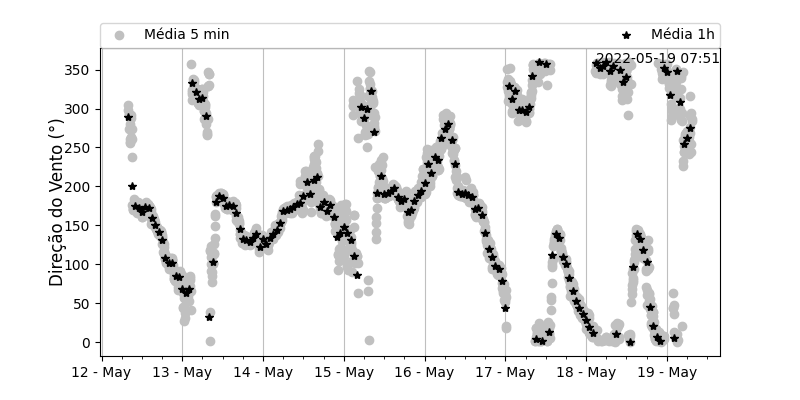 Média 5 min
Média 1h
2022-05-19 07:51
Direção do Vento (°)
350
300
250
200
150
100
50
0
12 - May
13 - May
14 - May
15 - May
16 - May
17 - May
18 - May
19 - May